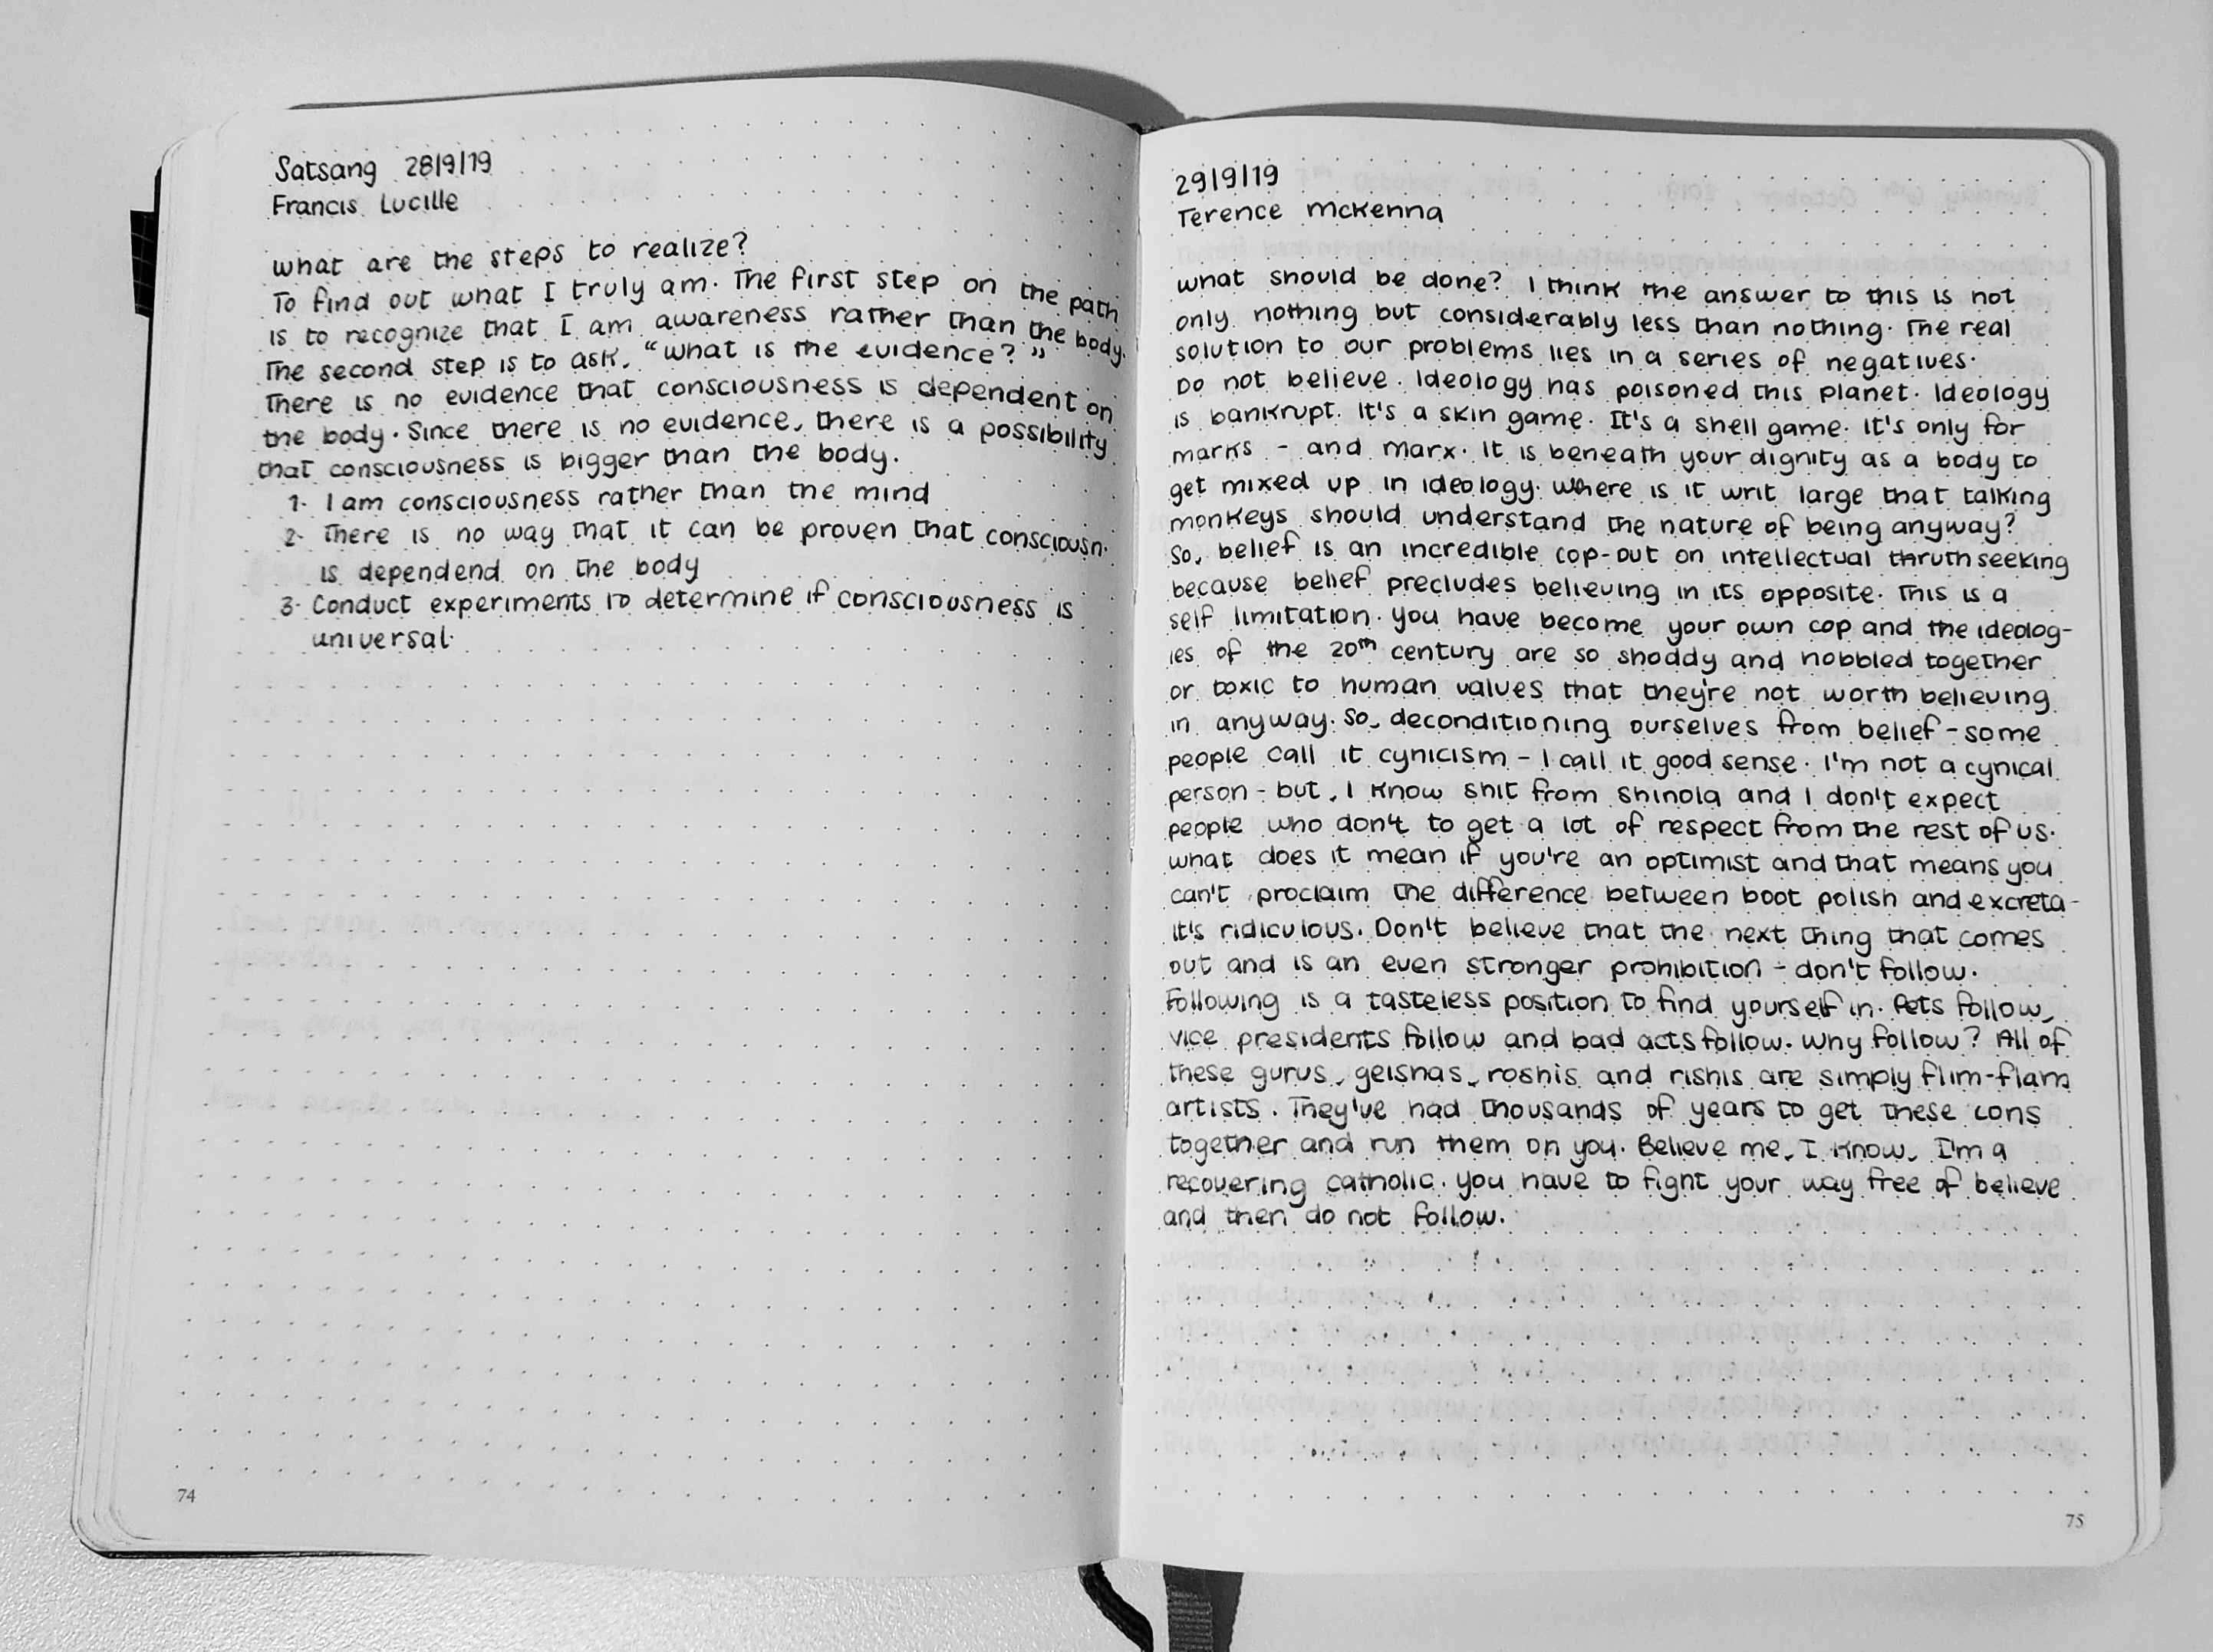 Satsang 28/9/19
Francis Lucille
What are the steps to realize?
To find out what I truly am. The first step on the path
is to recognize that I am awareness rather than the body.
The second step is to ask, "What is the evidence?"
There is no evidence that consciousness is dependent on
the body. Since there is no evidence, there is a possibility
that consciousness is bigger than the body.
1. I am consciousness rather than the mind
2. There is no way that it can be proven that consciousn.
is dependend on the body
3. Conduct experiments to determine if consciousness is
universal.
74
29/9/19
Terence McKenna
What should be done? I think the answer to this is not
only nothing but considerably less than nothing. The real
solution to our problems lies in a series of negatives.
Do not believe. Ideology has poisoned this planet. Ideology
is bankrupt. It's a skin game. It's a shell game. It's only for
marks - and Marx. It is beneath your dignity as a body to
get mixed up in ideology. Where is it writ large that talking
monkeys should understand the nature of being anyway?
So, belief is an incredible cop-out on intellectual thruth seeking
because belief precludes believing in its opposite. This is a
self limitation. You have become your own cop and the ideolog-
ies of the 20th century are so shoddy and hobbled together
or toxic to human values that they're not worth believing
in anyway. So, deconditioning ourselves from belief - some
people call it cynicism - I call it good sense. I'm not a cynical
person - but, I know shit from shinola and I don't expect
people who don't to get a lot of respect from the rest of us.
What does it mean if you're an optimist and that means you
can't proclaim the difference between boot polish and excreta -
it's ridiculous. Don't believe that the next thing that comes
out and is an even stronger prohibition - don't follow.
Following is a tasteless position to find yourself in. Pets follow,
vice presidents follow and bad acts follow. Why follow? All of
these gurus, geishas, roshis and rishis are simply flim-flam
artists. They've had thousands of years to get these cons
together and run them on you. Believe me, I know, I'm a
recovering catholic. You have to fight your way free of believe
and then do not follow.
75